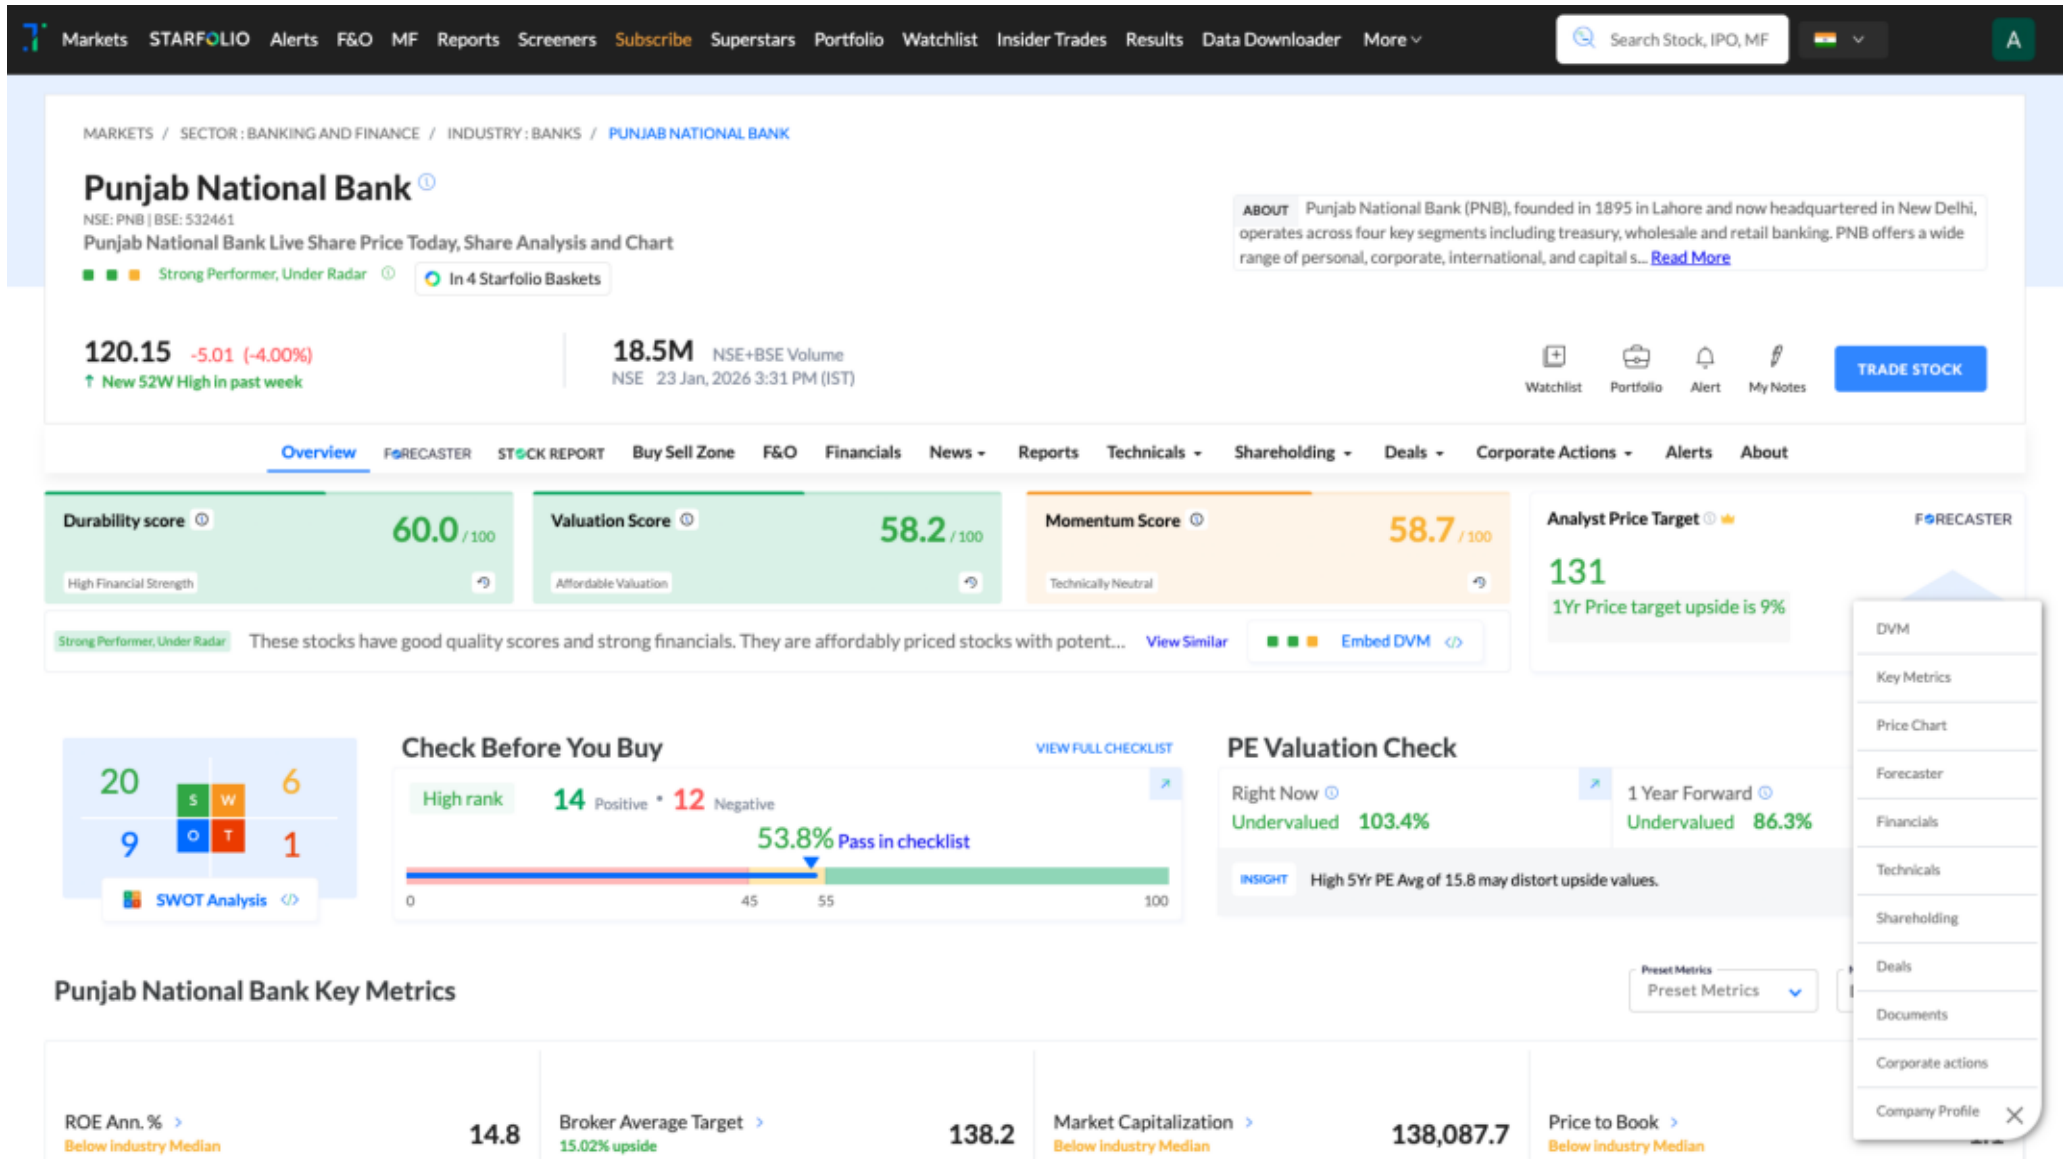 Markets STARFOLIO Alerts F&O MF Reports Screeners Subscribe Superstars Portfolio Watchlist Insider Trades Results Data Downloader More Search Stock, IPO, MF A
MARKETS / SECTOR : BANKING AND FINANCE / INDUSTRY : BANKS / PUNJAB NATIONAL BANK
Punjab National Bank
NSE: PNB | BSE: 532461
Punjab National Bank Live Share Price Today, Share Analysis and Chart
Strong Performer, Under Radar In 4 Starfolio Baskets
ABOUT Punjab National Bank (PNB), founded in 1895 in Lahore and now headquartered in New Delhi,
operates across four key segments including treasury, wholesale and retail banking. PNB offers a wide
range of personal, corporate, international, and capital s... Read More
120.15 -5.01 (-4.00%)
New 52W High in past week
18.5M NSE+BSE Volume
NSE 23 Jan, 2026 3:31 PM (IST)
Watchlist Portfolio Alert My Notes TRADE STOCK
Overview FORECASTER STOCK REPORT Buy Sell Zone F&O Financials News Reports Technicals Shareholding Deals Corporate Actions Alerts About
Durability score 60.0 / 100
High Financial Strength
Valuation Score 58.2 / 100
Affordable Valuation
Momentum Score 58.7 / 100
Technically Neutral
Analyst Price Target FORECASTER
131
1Yr Price target upside is 9%
Strong Performer, Under Radar These stocks have good quality scores and strong financials. They are affordably priced stocks with potent... View Similar Embed DVM </>
20 6
S W
O T
9 1
SWOT Analysis </>
Check Before You Buy VIEW FULL CHECKLIST
High rank 14 Positive * 12 Negative
53.8% Pass in checklist
0 45 55 100
PE Valuation Check
Right Now 1 Year Forward
Undervalued 103.4% Undervalued 86.3%
INSIGHT High 5Yr PE Avg of 15.8 may distort upside values.
Punjab National Bank Key Metrics
Preset Metrics
Preset Metrics
ROE Ann. % 14.8
Below industry Median
Broker Average Target 138.2
15.02% upside
Market Capitalization 138,087.7
Below industry Median
Price to Book
Below industry Median
DVM
Key Metrics
Price Chart
Forecaster
Financials
Technicals
Shareholding
Deals
Documents
Corporate actions
Company Profile